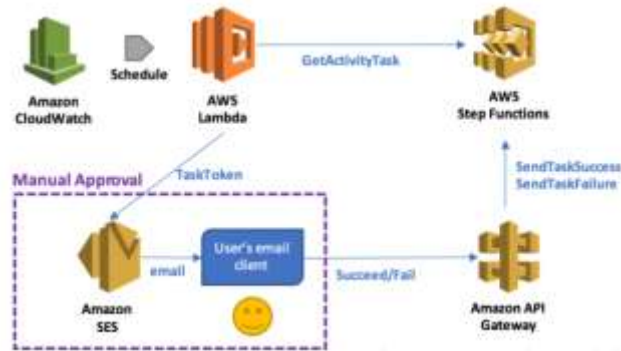 Schedule
GetActivityTask
Amazon
CloudWatch
AWS
Lambda
AWS
Step Functions
Manual Approval
TaskToken
SendTaskSuccess
SendTaskFailure
User's email
client
email
Succeed/Fail
Amazon
SES
Amazon API
Gateway